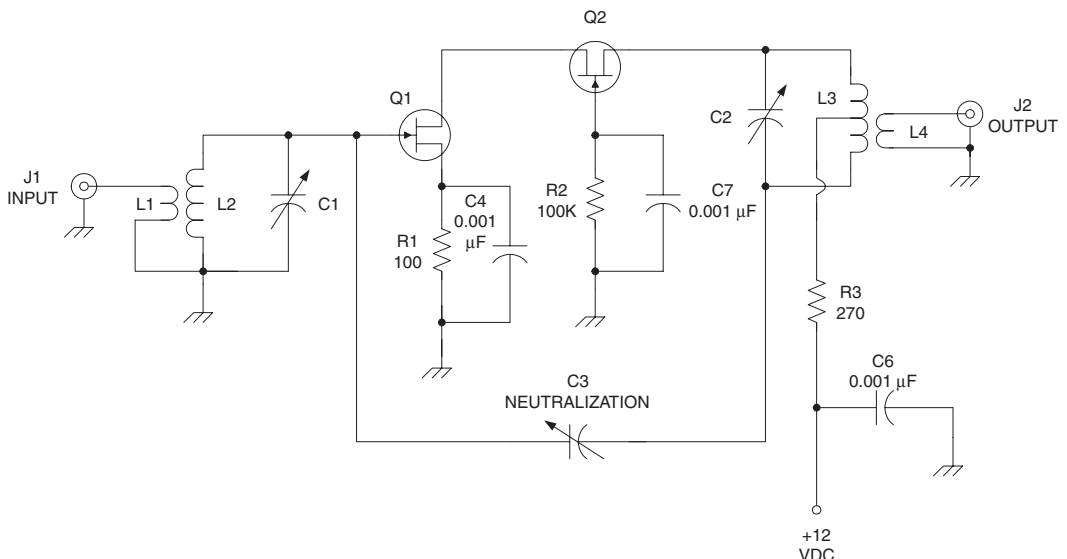 Q2
Q1
L3
J2
OUTPUT
C2
L4
J1
INPUT
L1
L2
C1
C4
0.001
µF
R2
100K
C7
0.001 µF
R1
100
R3
270
C3
NEUTRALIZATION
C6
0.001 µF
+12
VDC